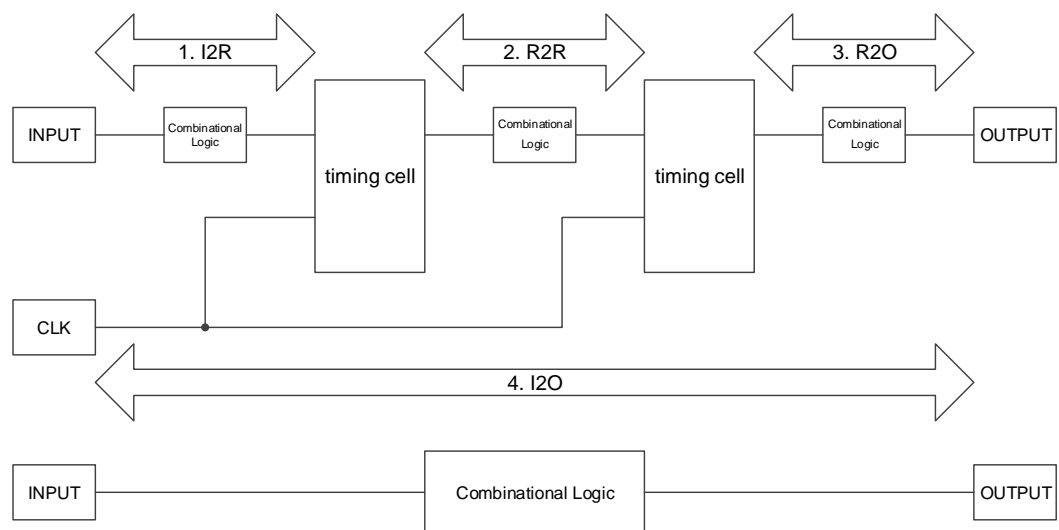 1. I2R
2. R2R
3. R2O
INPUT
Combinational
Logic
timing cell
Combinational
Logic
timing cell
Combinational
Logic
OUTPUT
CLK
4. I2O
INPUT
Combinational Logic
OUTPUT